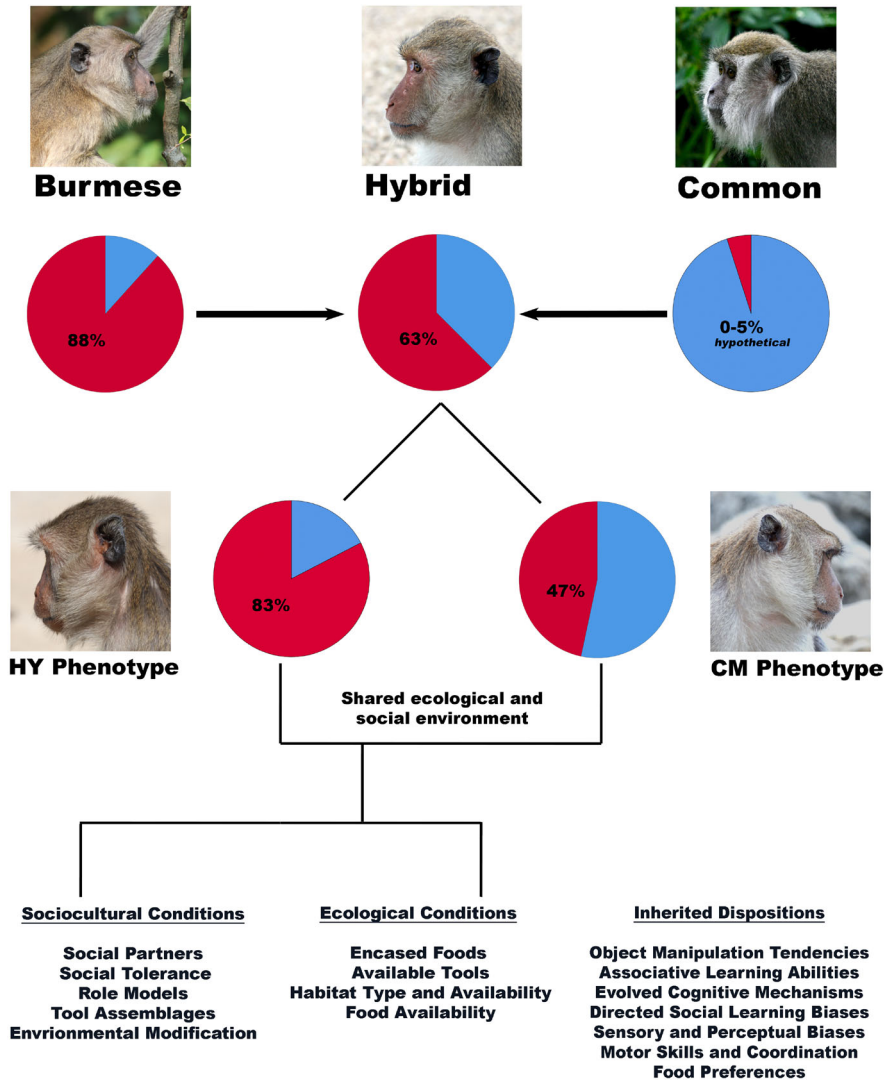 Burmese
Hybrid
Common
88%
63%
0-5%
hypothetical
83%
47%
HY Phenotype
CM Phenotype
Shared ecological and
social environment
Sociocultural Conditions
Social Partners
Social Tolerance
Role Models
Tool Assemblages
Envrionmental Modification
Ecological Conditions
Encased Foods
Available Tools
Habitat Type and Availability
Food Availability
Inherited Dispositions
Object Manipulation Tendencies
Associative Learning Abilities
Evolved Cognitive Mechanisms
Directed Social Learning Biases
Sensory and Perceptual Biases
Motor Skills and Coordination
Food Preferences